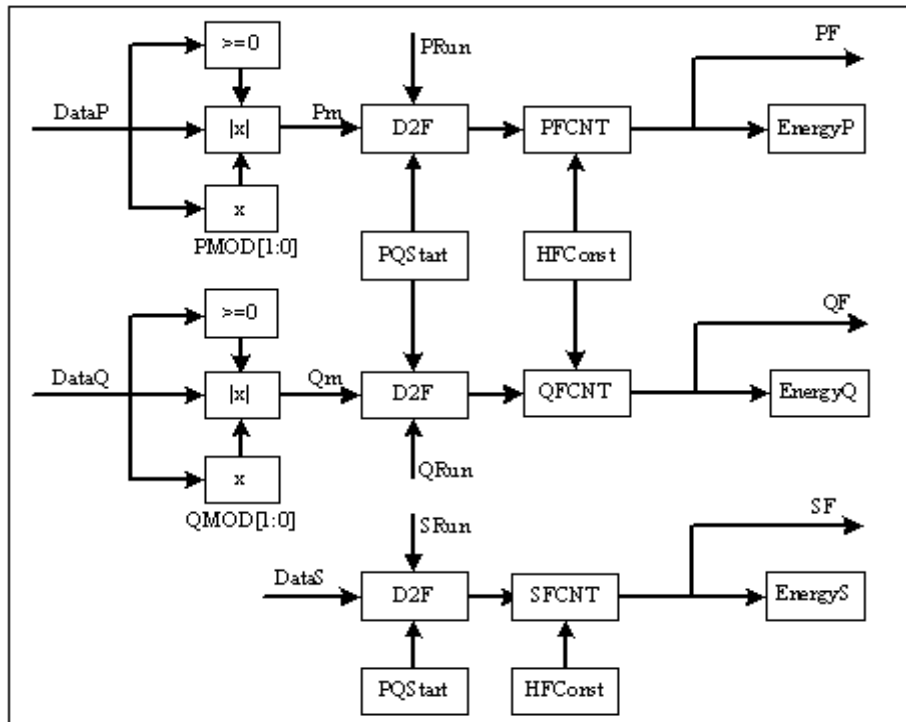 >=0
PRun
PF
DataP
|x|
Pm
D2F
PFCNT
EnergyP
x
PMOD[1:0]
PQStart
HFConst
>=0
QF
DataQ
|x|
Qm
D2F
QFCNT
EnergyQ
x
QRun
QMOD[1:0]
SRun
SF
DataS
D2F
SFCNT
EnergyS
PQStart
HFConst